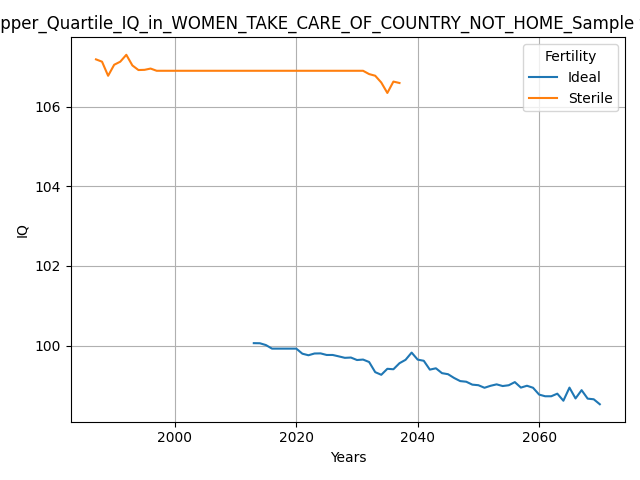 pper_Quartile_IQ_in_WOMEN_TAKE_CARE_OF_COUNTRY_NOT_HOME_Sample
Fertility
Ideal
Sterile
106
104
102
100
IQ
2000
2020
2040
2060
Years